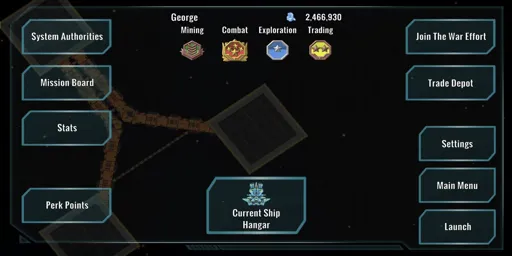 George
2,466,930
Mining
Combat
Exploration
Trading
System Authorities
Join The War Effort
Mission Board
Trade Depot
Stats
Settings
Main Menu
Perk Points
Current Ship
Hangar
Launch